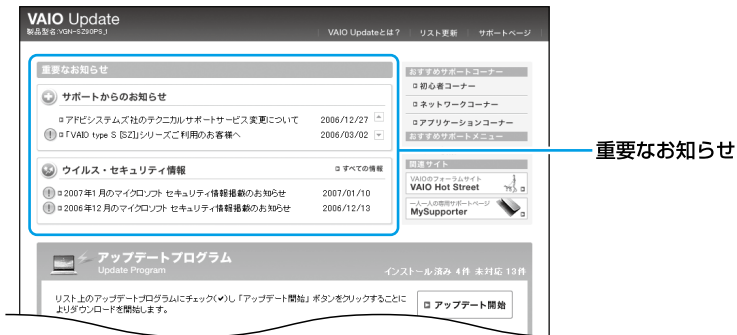 VAIO Update
製品型名:VGN-SZ90PS_1
VAIO Updateとは? リスト更新 サポートページ
重要なお知らせ
サポートからのお知らせ
アドビシステムズ社のテクニカルサポートサービス変更について 2006/12/27
「VAIO type S [SZ]」シリーズご利用のお客様へ 2006/03/02
ウイルス・セキュリティ情報 すべての情報
2007年1月のマイクロソフト セキュリティ情報掲載のお知らせ 2007/01/10
2006年12月のマイクロソフト セキュリティ情報掲載のお知らせ 2006/12/13
おすすめサポートコーナー
初心者コーナー
ネットワークコーナー
アプリケーションコーナー
おすすめサポートメニュー
関連サイト
VAIOのフォーラムサイト
VAIO Hot Street
一人一人の専用サポートページ
MySupporter
重要なお知らせ
アップデートプログラム
Update Program
インストール済み 4件 未対応 13件
リスト上のアップデートプログラムにチェック(✔)し「アップデート開始」ボタンをクリックすることに
よりダウンロードを開始します。
アップデート開始